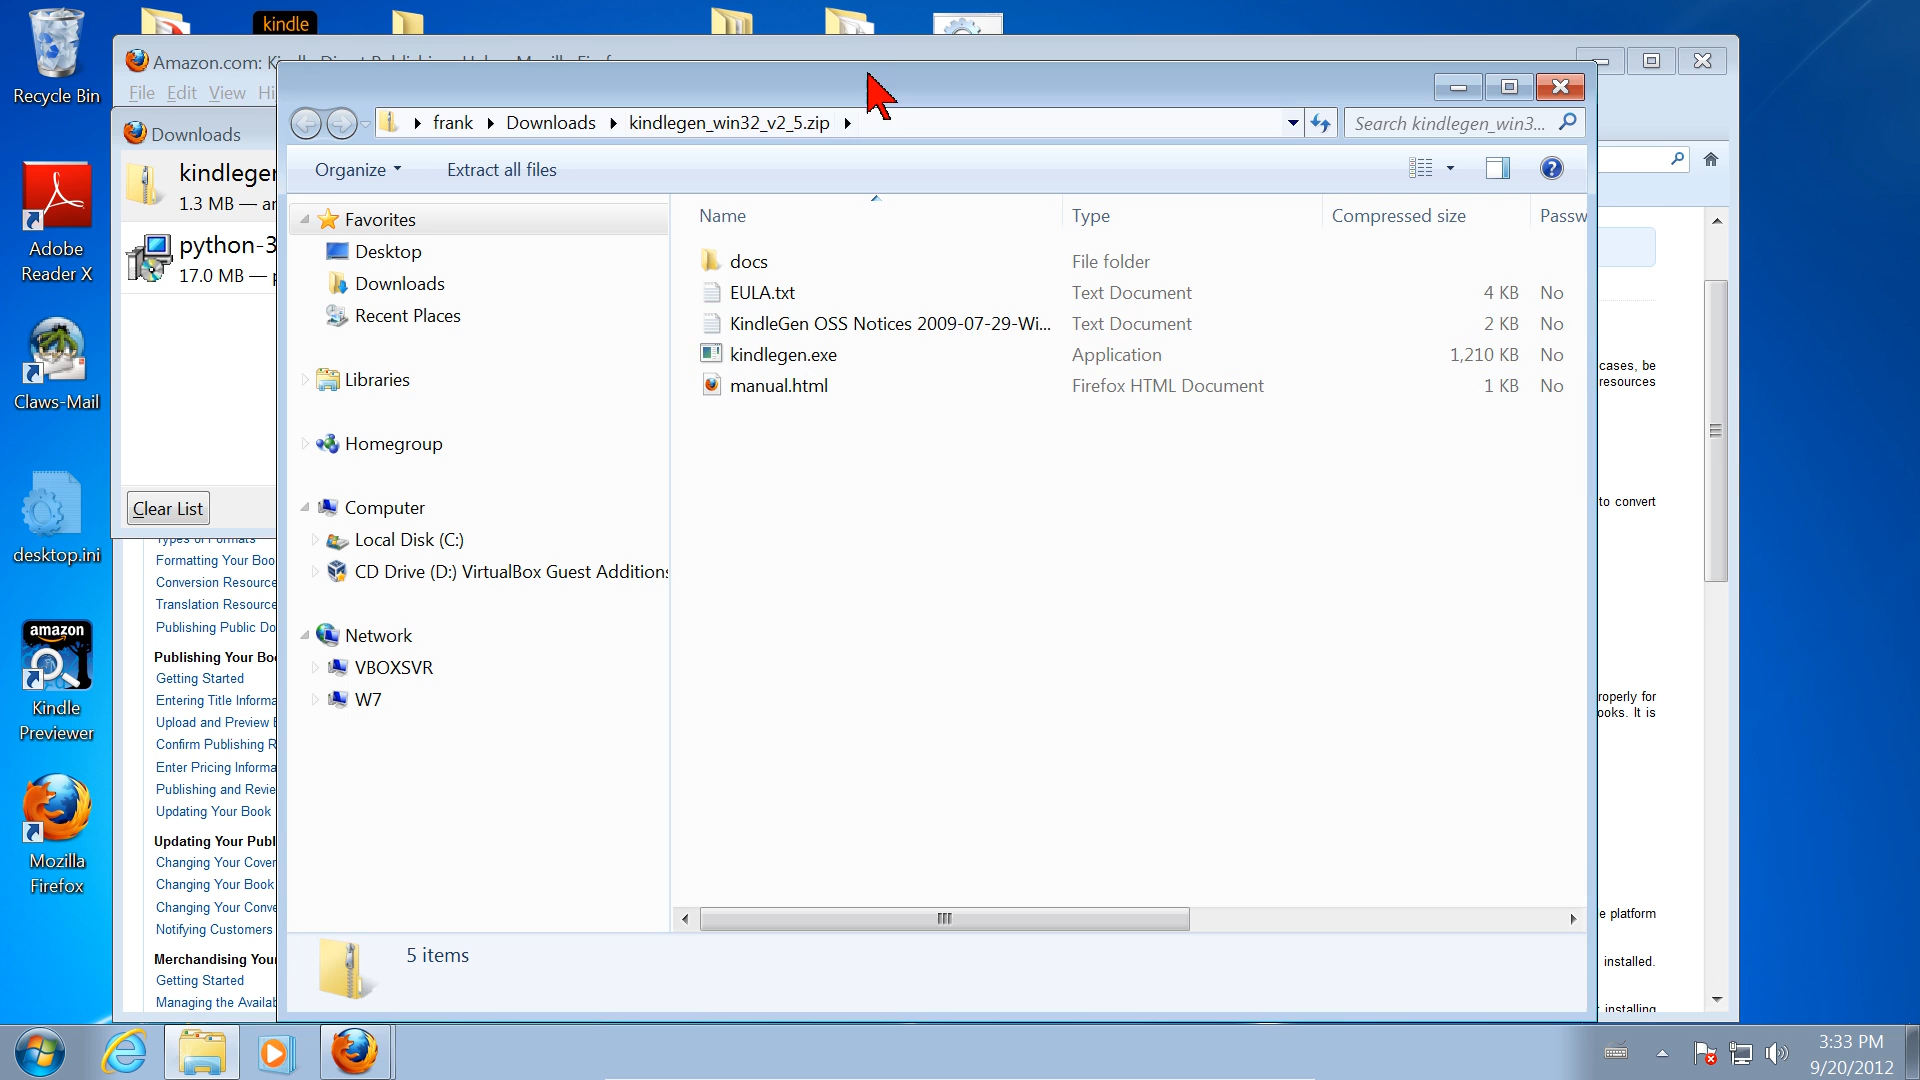 kindle
Recycle Bin
Amazon.com:
File Edit View Hi
frank Downloads kindlegen_win32_v2_5.zip
Search kindlegen_win3...
Downloads
Organize Extract all files
kindlegen
1.3 MB —
python-3
17.0 MB —
Clear List
Adobe
Reader X
Claws-Mail
desktop.ini
amazon
Kindle
Previewer
Mozilla
Firefox
Favorites
Desktop
Downloads
Recent Places
Libraries
Homegroup
Computer
Local Disk (C:)
CD Drive (D:) VirtualBox Guest Additions
Network
VBOXSVR
W7
Name Type Compressed size Passw
docs File folder
EULA.txt Text Document 4 KB No
KindleGen OSS Notices 2009-07-29-Wi... Text Document 2 KB No
kindlegen.exe Application 1,210 KB No
manual.html Firefox HTML Document 1 KB No
5 items
Types of Formats
Formatting Your Boo
Conversion Resource
Translation Resource
Publishing Public Do
Publishing Your Boo
Getting Started
Entering Title Informa
Upload and Preview
Confirm Publishing R
Enter Pricing Informa
Publishing and Revie
Updating Your Book
Updating Your Publ
Changing Your Cover
Changing Your Book
Changing Your Conve
Notifying Customers
Merchandising Your
Getting Started
Managing the Availab
cases, be
resources
to convert
roperly for
ooks. It is
e platform
installed.
installing
3:33 PM
9/20/2012